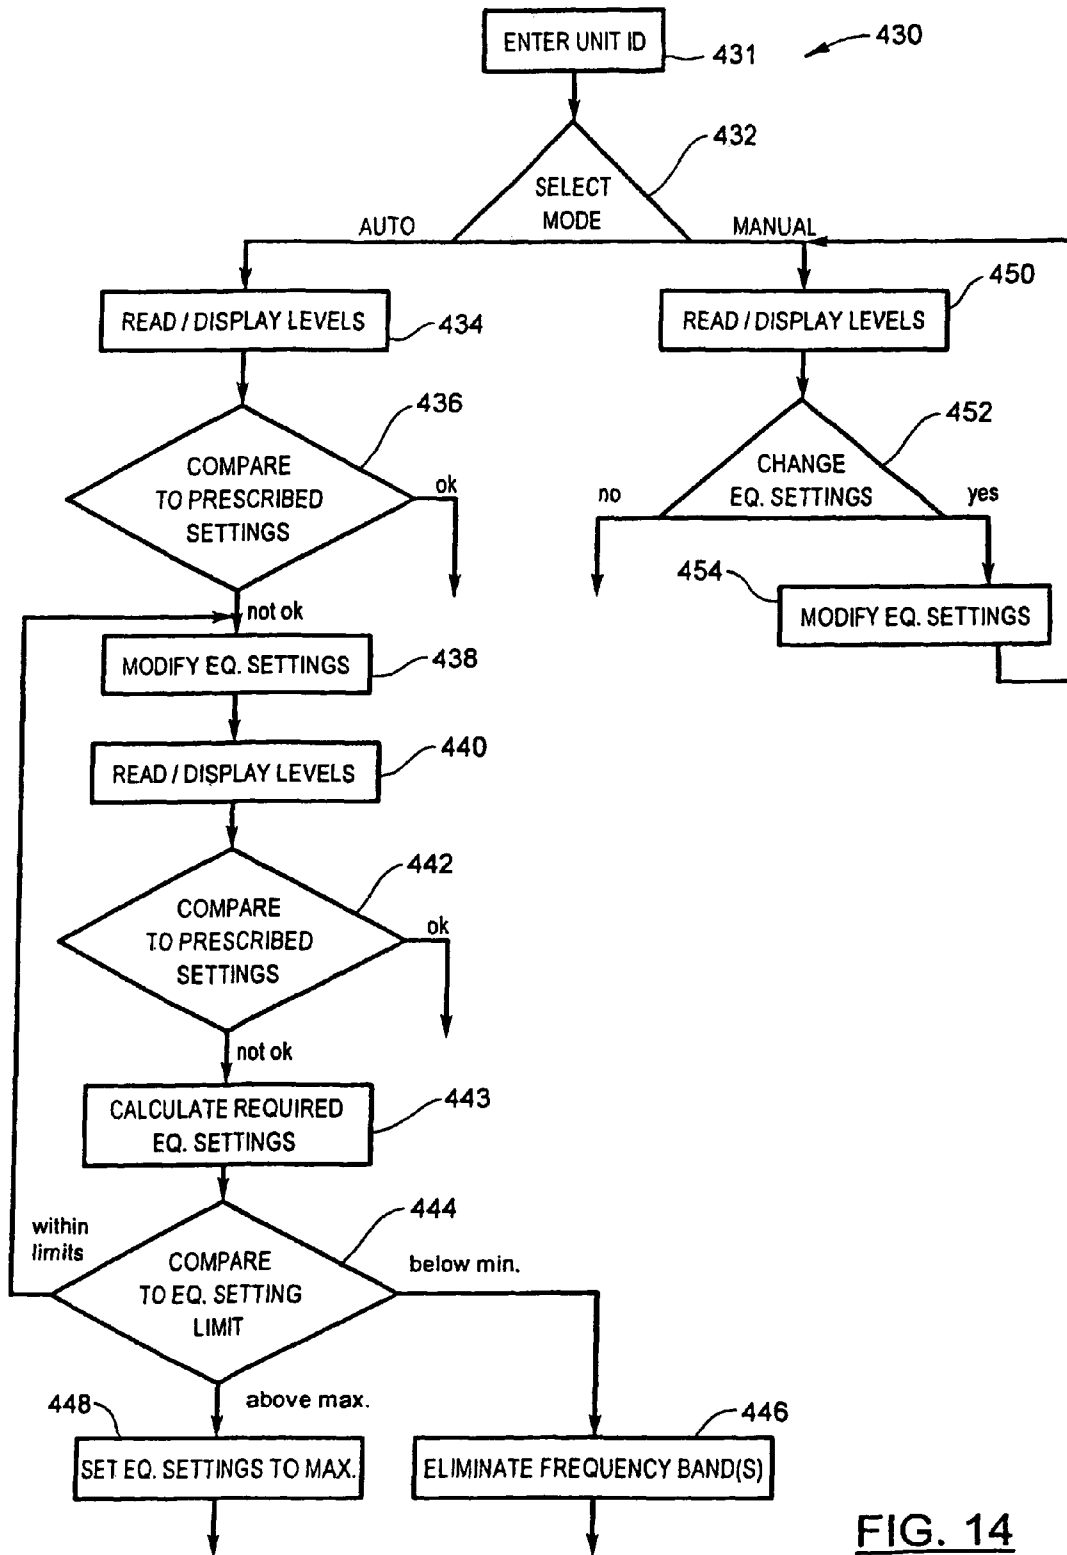 ENTER UNIT ID
431
430
432
SELECT
MODE
AUTO
MANUAL
READ / DISPLAY LEVELS
434
READ / DISPLAY LEVELS
450
436
COMPARE
TO PRESCRIBED
SETTINGS
ok
452
CHANGE
EQ. SETTINGS
no
yes
454
MODIFY EQ. SETTINGS
not ok
MODIFY EQ. SETTINGS
438
READ / DISPLAY LEVELS
440
442
COMPARE
TO PRESCRIBED
SETTINGS
ok
not ok
CALCULATE REQUIRED
EQ. SETTINGS
443
444
within
limits
COMPARE
TO EQ. SETTING
LIMIT
below min.
above max.
448
SET EQ. SETTINGS TO MAX.
446
ELIMINATE FREQUENCY BAND(S)
FIG. 14